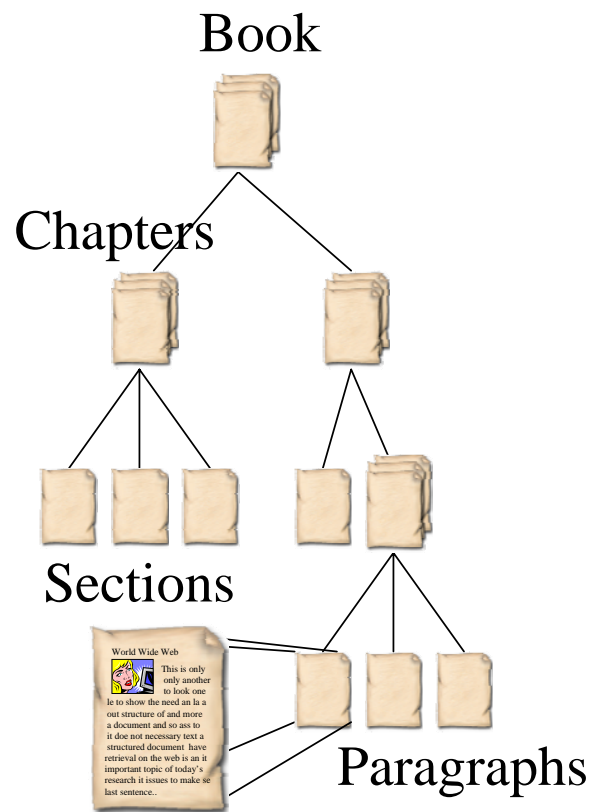 Book
Chapters
Sections
World Wide Web
This is only
only another
to look one
le to show the need an la a
out structure of and more
a document and so ass to
it doe not necessary text a
structured document have
retrieval on the web is an it
important topic of today's
research it issues to make se
last sentence..
Paragraphs